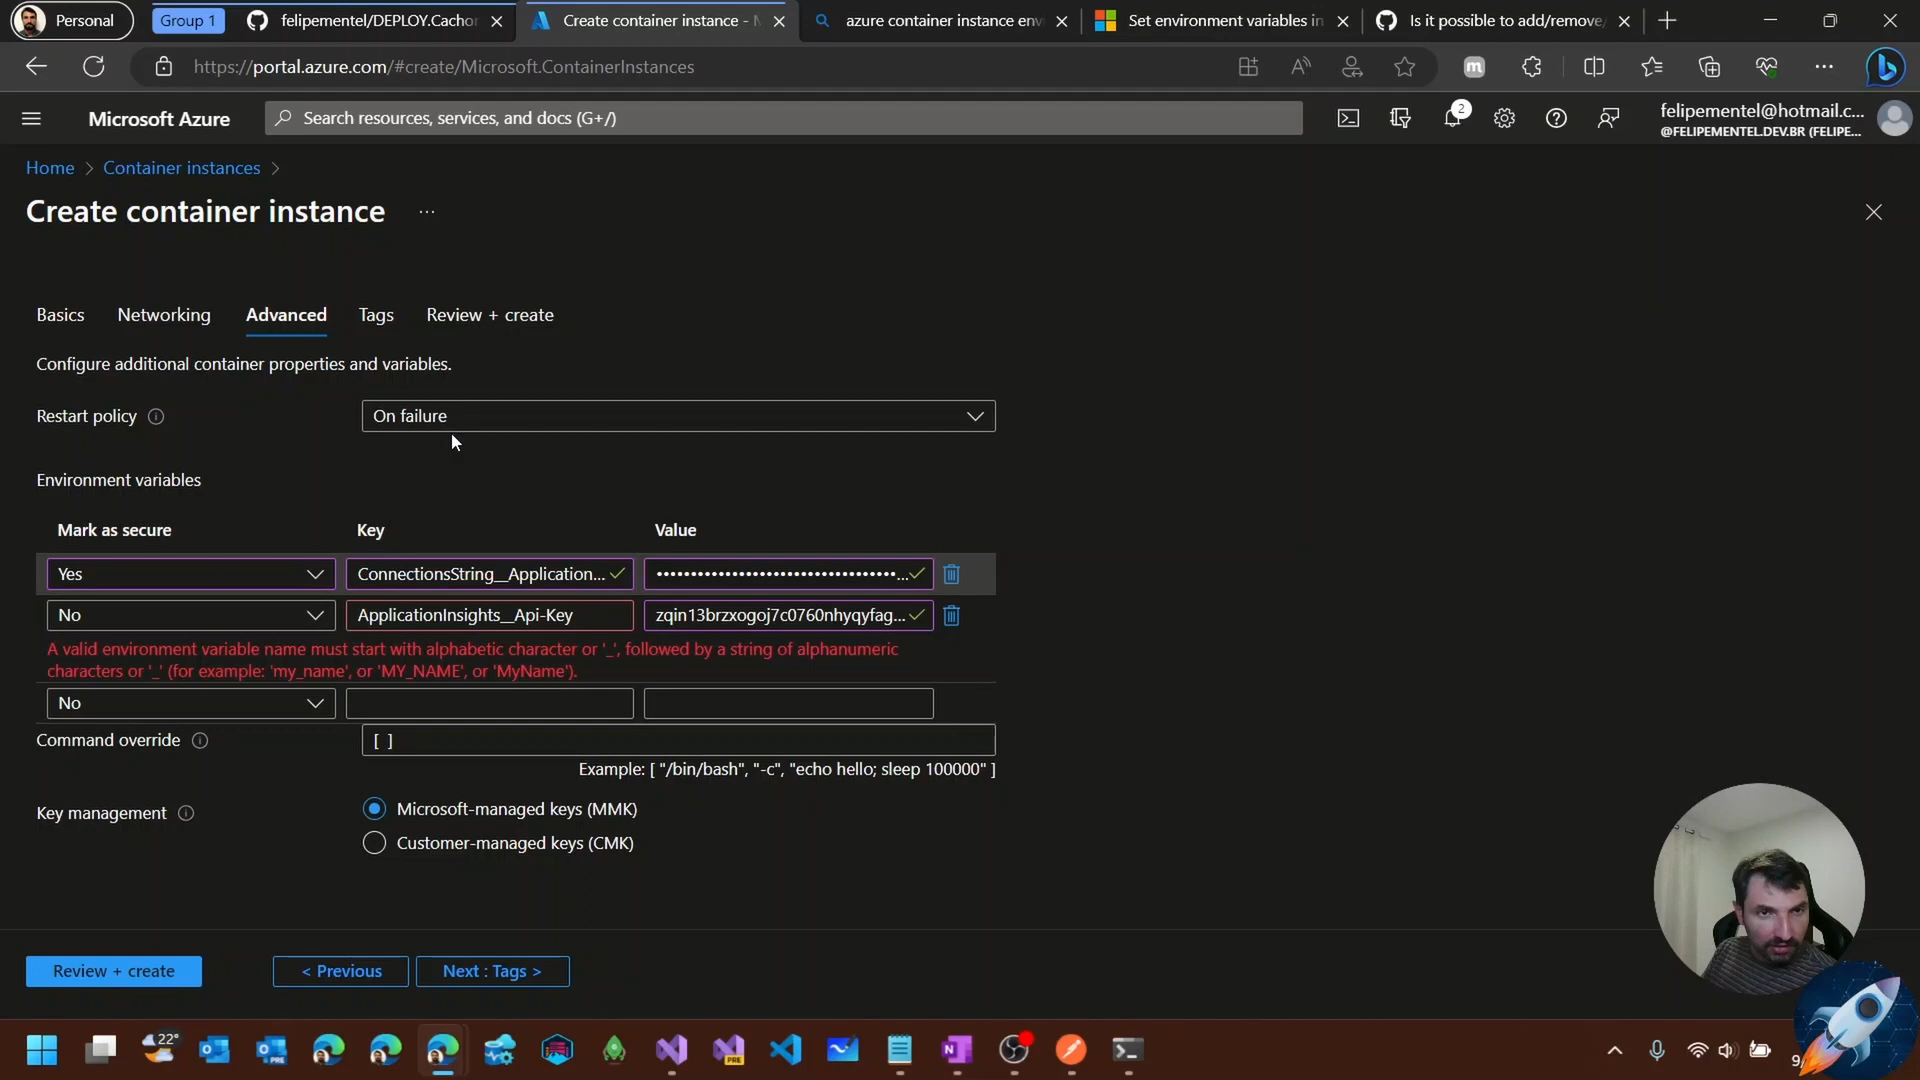 Personal
Group 1
felipementel/DEPLOY.Cachor
Create container instance - M
azure container instance env
Set environment variables in
Is it possible to add/remove/
https://portal.azure.com/#create/Microsoft.ContainerInstances
Microsoft Azure
Search resources, services, and docs (G+/)
2
felipementel@hotmail.c...
@FELIPEMENTEL.DEV.BR (FELIPE...
Home > Container instances >
Create container instance ...
Basics
Networking
Advanced
Tags
Review + create
Configure additional container properties and variables.
Restart policy
On failure
Environment variables
Mark as secure
Key
Value
Yes
ConnectionsString__Application...
••••••••••••••••••••••••••••••••••••...
No
ApplicationInsights__Api-Key
zqin13brzxogoj7c0760nhyqyfag...
A valid environment variable name must start with alphabetic character or '_', followed by a string of alphanumeric
characters or '_' (for example: 'my_name', or 'MY_NAME', or 'MyName').
No
Command override
[ ]
Example: [ "/bin/bash", "-c", "echo hello; sleep 100000" ]
Key management
Microsoft-managed keys (MMK)
Customer-managed keys (CMK)
Review + create
< Previous
Next : Tags >
22°
PRE
PRE